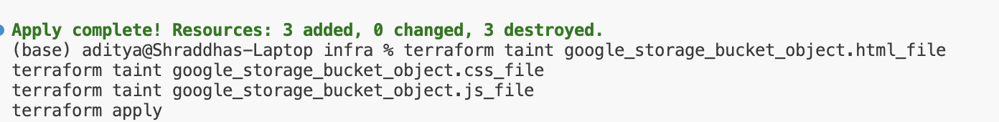 Apply complete! Resources: 3 added, 0 changed, 3 destroyed.
(base) aditya@Shraddhas-Laptop infra % terraform taint google_storage_bucket_object.html_file
terraform taint google_storage_bucket_object.css_file
terraform taint google_storage_bucket_object.js_file
terraform apply